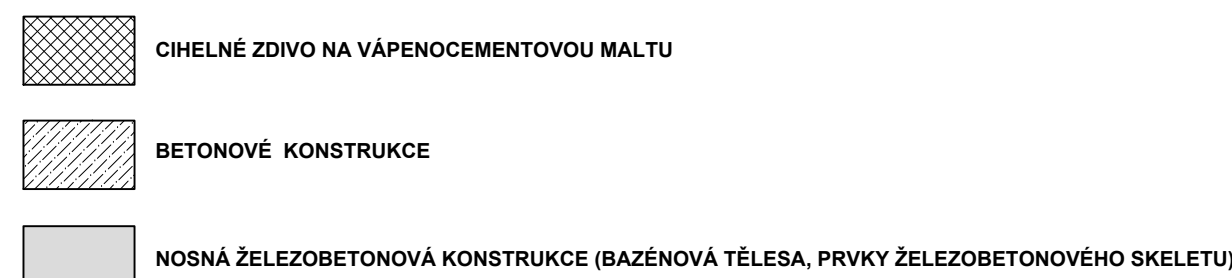 CIHELNÉ ZDIVO NA VÁPENOCEMENTOVOU MALTU
BETONOVÉ KONSTRUKCE
NOSNÁ ŽELEZOBETONOVÁ KONSTRUKCE (BAZÉNOVÁ TĚLESA, PRVKY ŽELEZOBETONOVÉHO SKELETU)